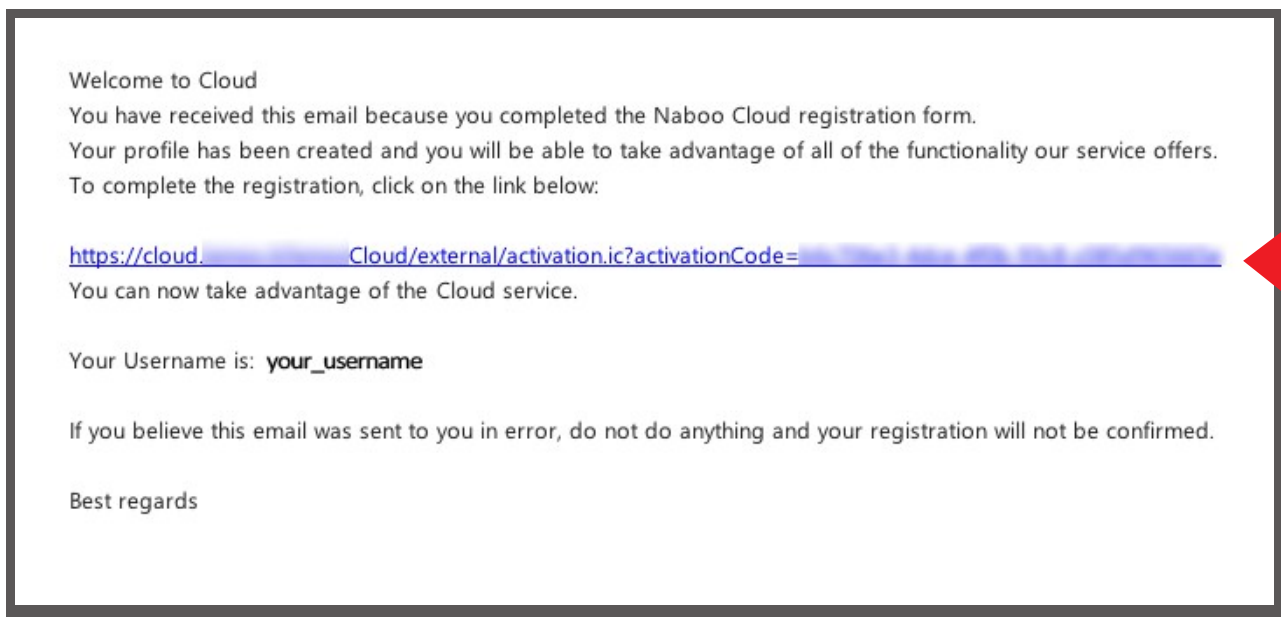 Welcome to Cloud
You have received this email because you completed the Naboo Cloud registration form.
Your profile has been created and you will be able to take advantage of all of the functionality our service offers.
To complete the registration, click on the link below:
https://cloud. Cloud/external/activation.ic?activationCode=
You can now take advantage of the Cloud service.
Your Username is: your_username
If you believe this email was sent to you in error, do not do anything and your registration will not be confirmed.
Best regards